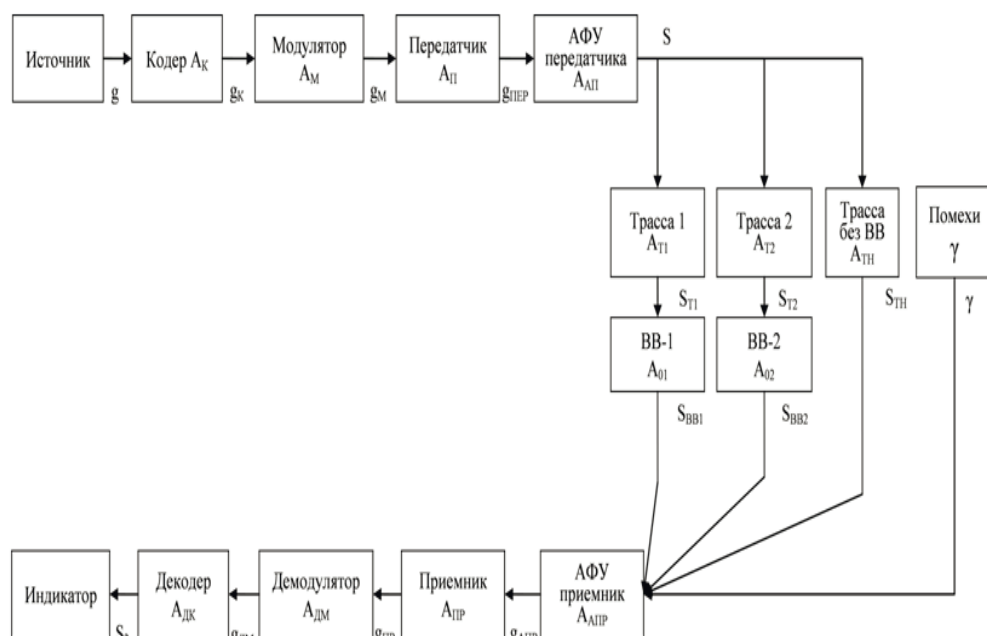 Источник
g
Кодер Aк
gк
Модулятор
Aм
gм
Передатчик
Aп
gПЕР
АФУ
передатчика
AАП
S
Трасса 1
AТ1
SТ1
Трасса 2
AТ2
SТ2
Трасса
без ВВ
AТН
SТН
Помехи
γ
γ
ВВ-1
A01
SВВ1
ВВ-2
A02
SВВ2
Индикатор
Декодер
AДК
Демодулятор
AДМ
Приемник
AПР
АФУ
приемник
AАПР